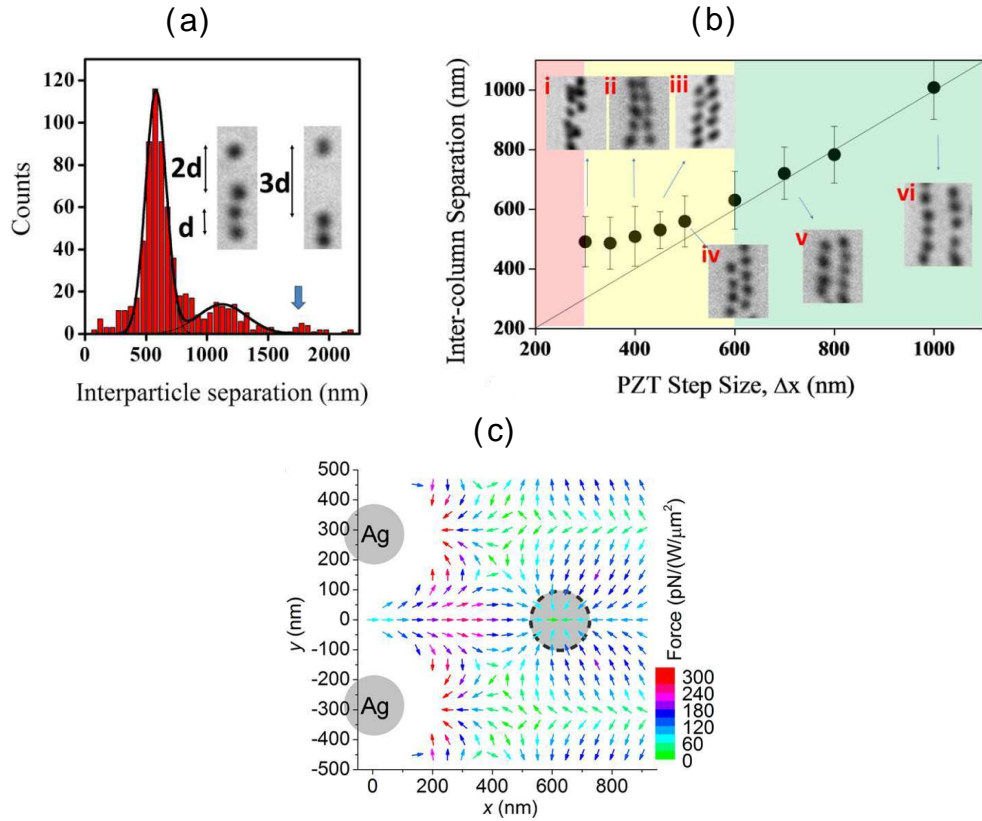 (a)
Counts
120
100
80
60
40
20
0
0 500 1000 1500 2000
Interparticle separation (nm)
2d
d
3d
(b)
Inter-column Separation (nm)
1000
800
600
400
200
200 400 600 800 1000
PZT Step Size, Δx (nm)
i ii iii
iv v vi
(c)
y (nm)
500
400
300
200
100
0
-100
-200
-300
-400
-500
0 200 400 600 800
x (nm)
Ag
Ag
Force (pN/(W/μm²)
300
240
180
120
60
0